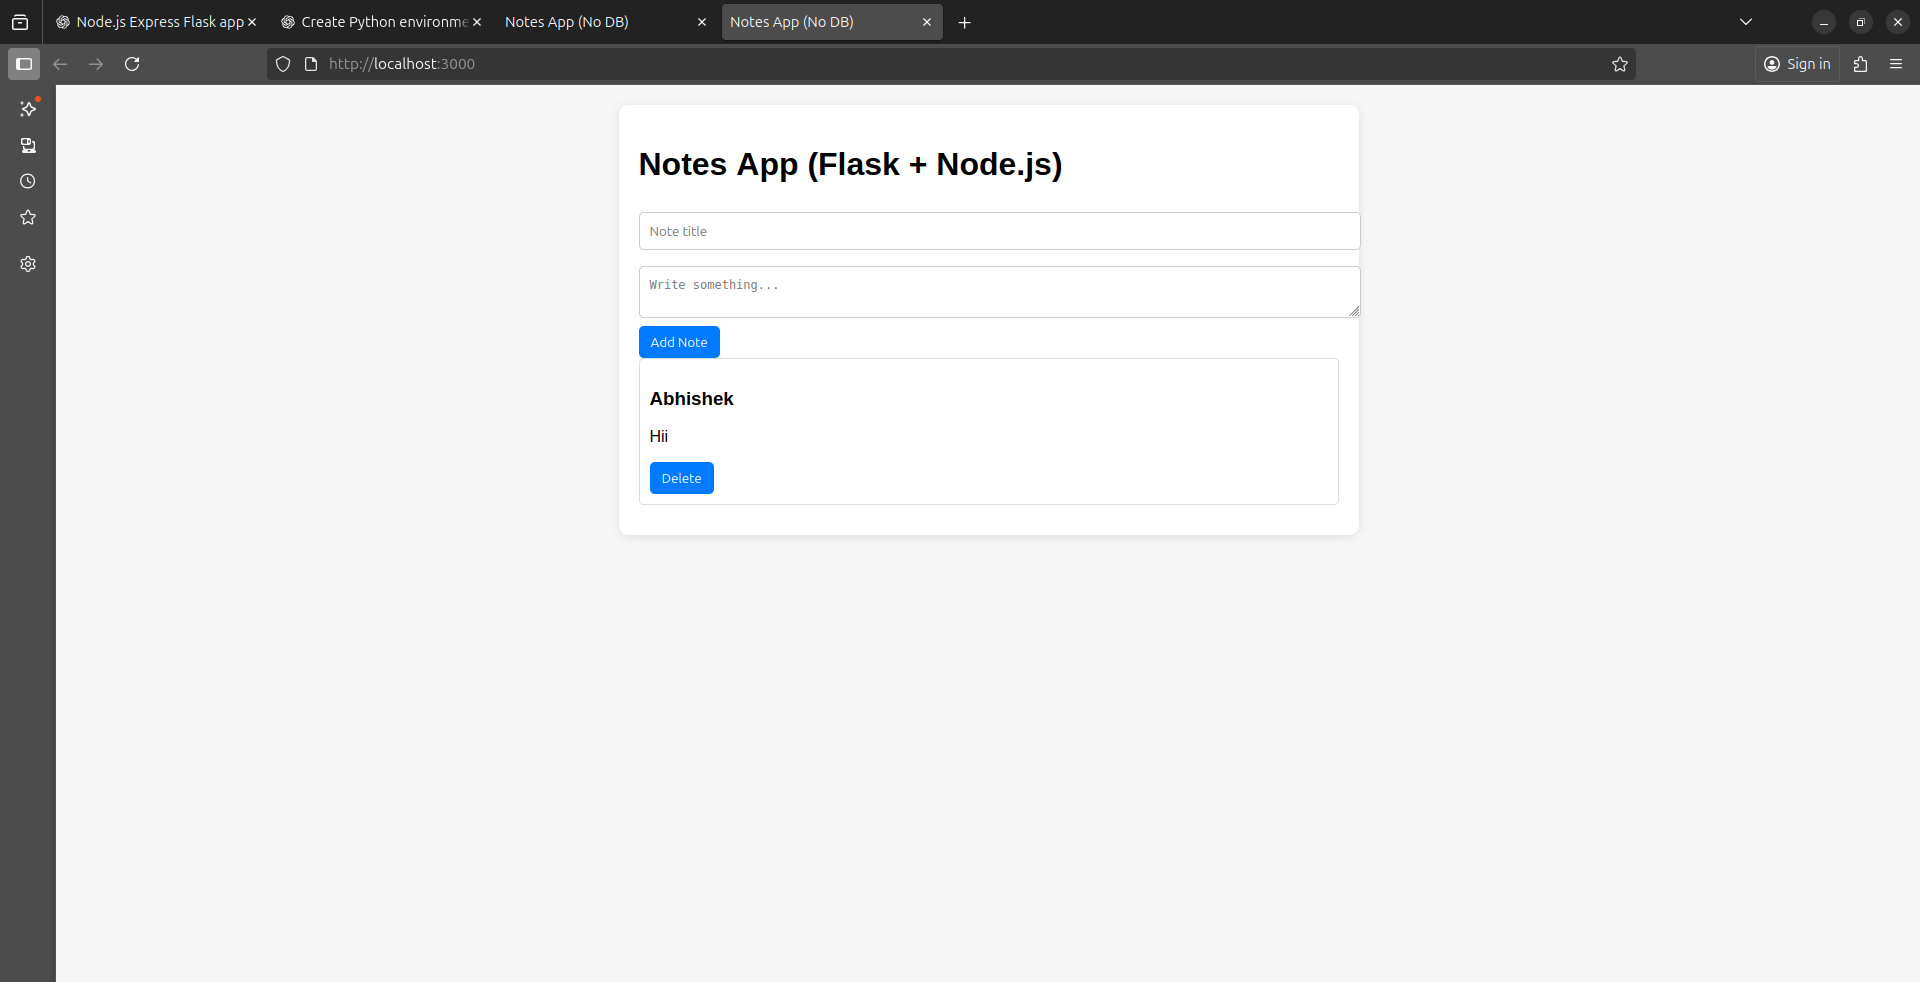 Node.js Express Flask app
Create Python environme
Notes App (No DB)
Notes App (No DB)
http://localhost:3000
Sign in
Notes App (Flask + Node.js)
Note title
Write something...
Add Note
Abhishek
Hii
Delete